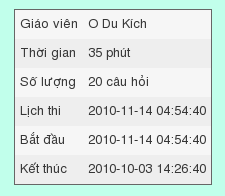 Giáo viên O Du Kích
Thời gian 35 phút
Số lượng 20 câu hỏi
Lịch thi 2010-11-14 04:54:40
Bắt đầu 2010-11-14 04:54:40
Kết thúc 2010-10-03 14:26:40